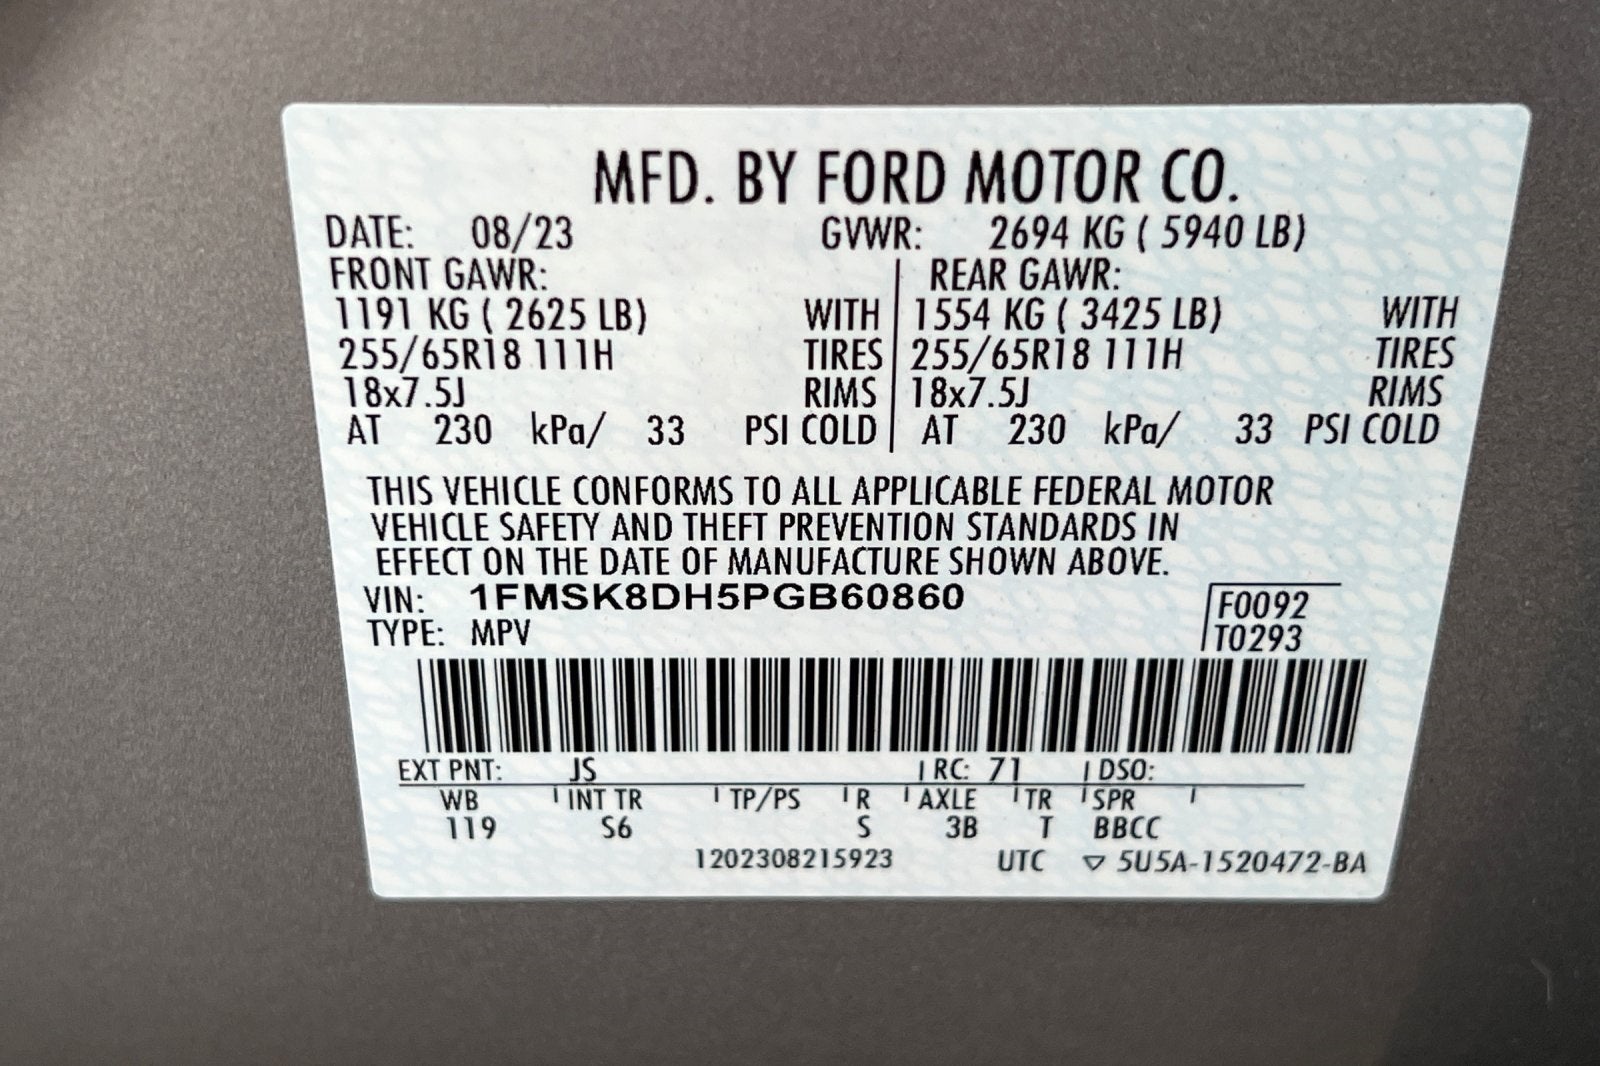 MFD. BY FORD MOTOR CO.
DATE: 08/23 GVWR: 2694 KG ( 5940 LB)
FRONT GAWR: REAR GAWR:
1191 KG ( 2625 LB) WITH 1554 KG ( 3425 LB) WITH
255/65R18 111H TIRES 255/65R18 111H TIRES
18x7.5J RIMS 18x7.5J RIMS
AT 230 kPa/ 33 PSI COLD AT 230 kPa/ 33 PSI COLD
THIS VEHICLE CONFORMS TO ALL APPLICABLE FEDERAL MOTOR
VEHICLE SAFETY AND THEFT PREVENTION STANDARDS IN
EFFECT ON THE DATE OF MANUFACTURE SHOWN ABOVE.
VIN: 1FMSK8DH5PGB60860 F0092
TYPE: MPV T0293
EXT PNT: JS RC: 71 DSO:
WB INT TR TP/PS R AXLE TR SPR
119 S6 S 3B T BBCC
1202308215923 UTC ▽ 5U5A-1520472-BA